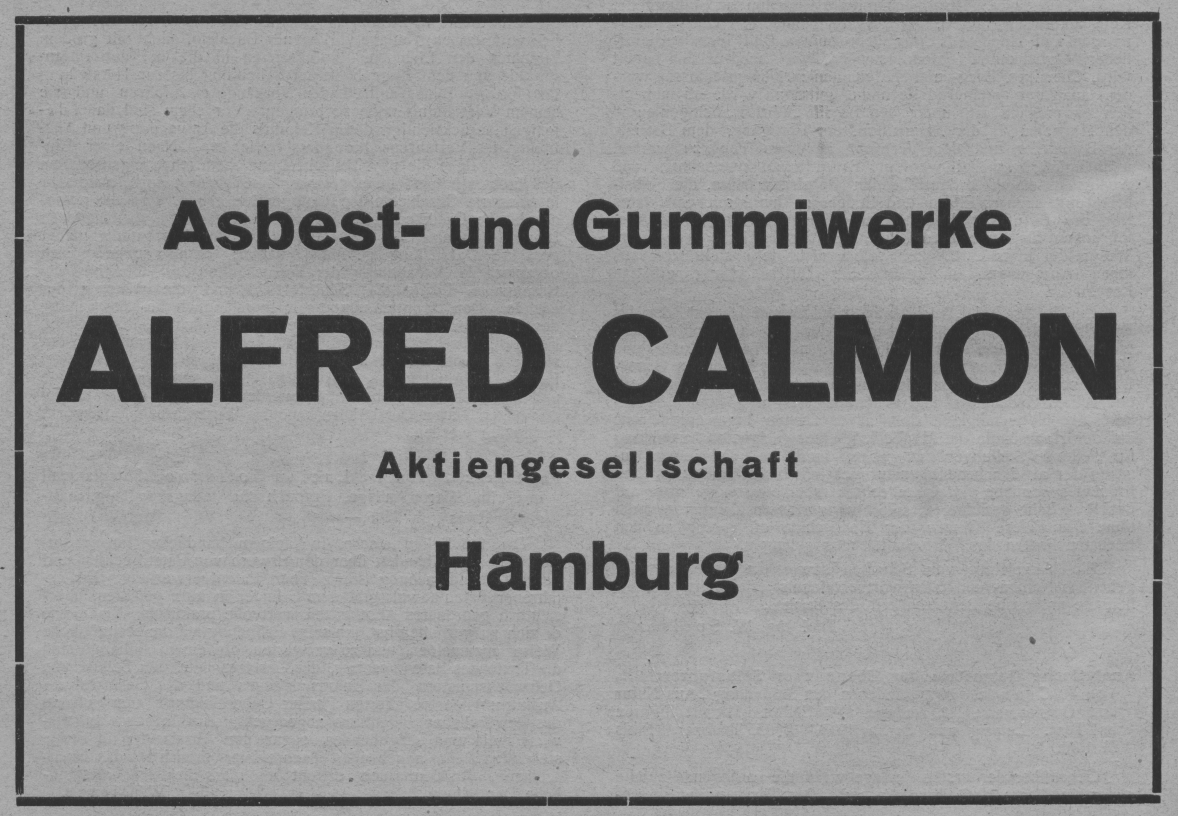 Asbest- und Gummiwerke
ALFRED CALMON
Aktiengesellschaft
Hamburg